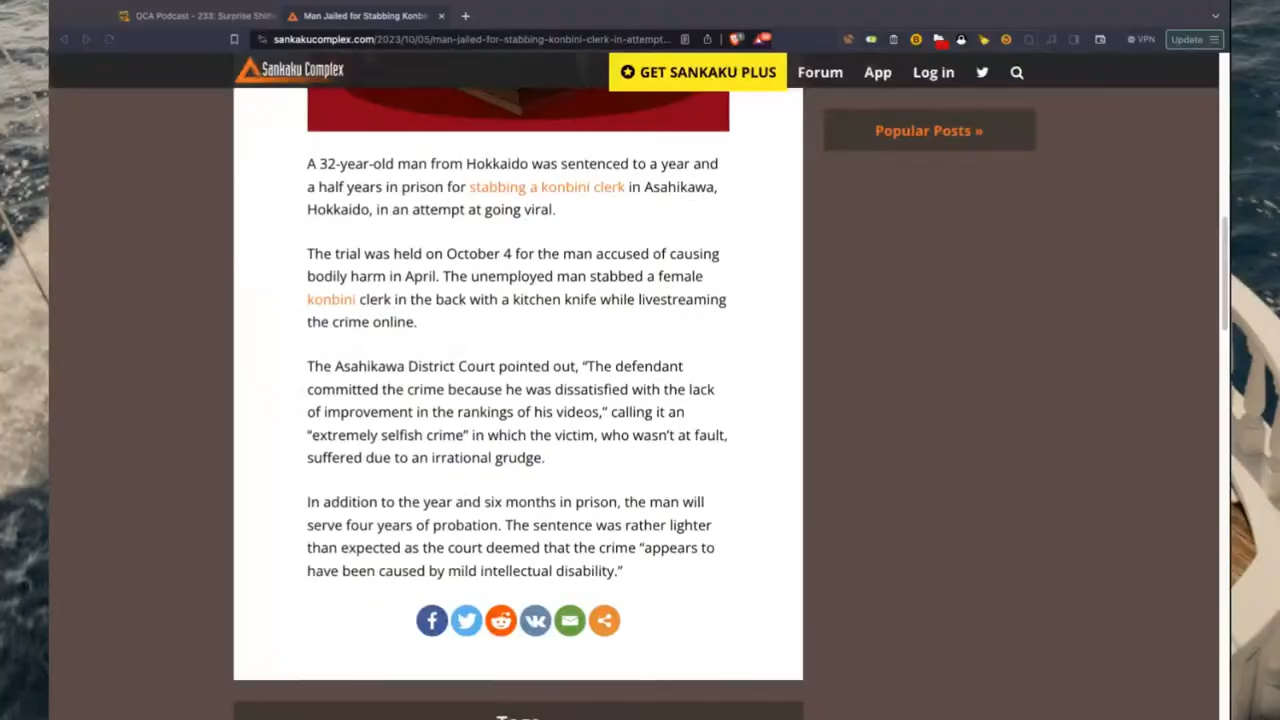 OCA Podcast - 233: Surprise Shit
Man Jailed for Stabbing Konbi
sankakucomplex.com/2023/10/05/man-jailed-for-stabbing-konbini-clerk-in-attempt...
VPN
Update
Sankaku Complex
GET SANKAKU PLUS
Forum
App
Log in
Popular Posts »
A 32-year-old man from Hokkaido was sentenced to a year and
a half years in prison for stabbing a konbini clerk in Asahikawa,
Hokkaido, in an attempt at going viral.
The trial was held on October 4 for the man accused of causing
bodily harm in April. The unemployed man stabbed a female
konbini clerk in the back with a kitchen knife while livestreaming
the crime online.
The Asahikawa District Court pointed out, “The defendant
committed the crime because he was dissatisfied with the lack
of improvement in the rankings of his videos,” calling it an
“extremely selfish crime” in which the victim, who wasn’t at fault,
suffered due to an irrational grudge.
In addition to the year and six months in prison, the man will
serve four years of probation. The sentence was rather lighter
than expected as the court deemed that the crime “appears to
have been caused by mild intellectual disability.”